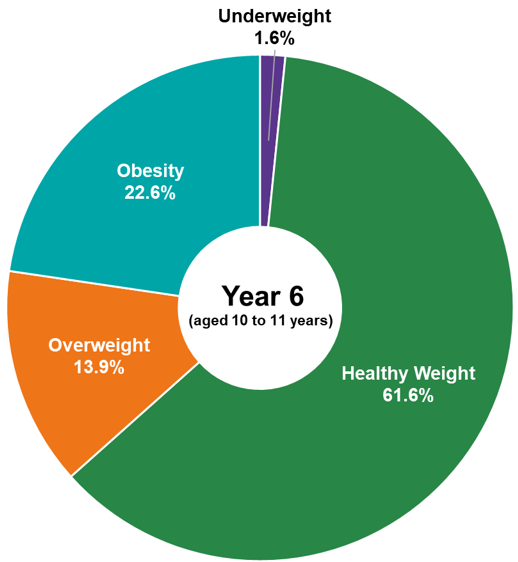 Underweight
1.6%
Obesity
22.6%
Year 6
(aged 10 to 11 years)
Overweight
13.9%
Healthy Weight
61.6%